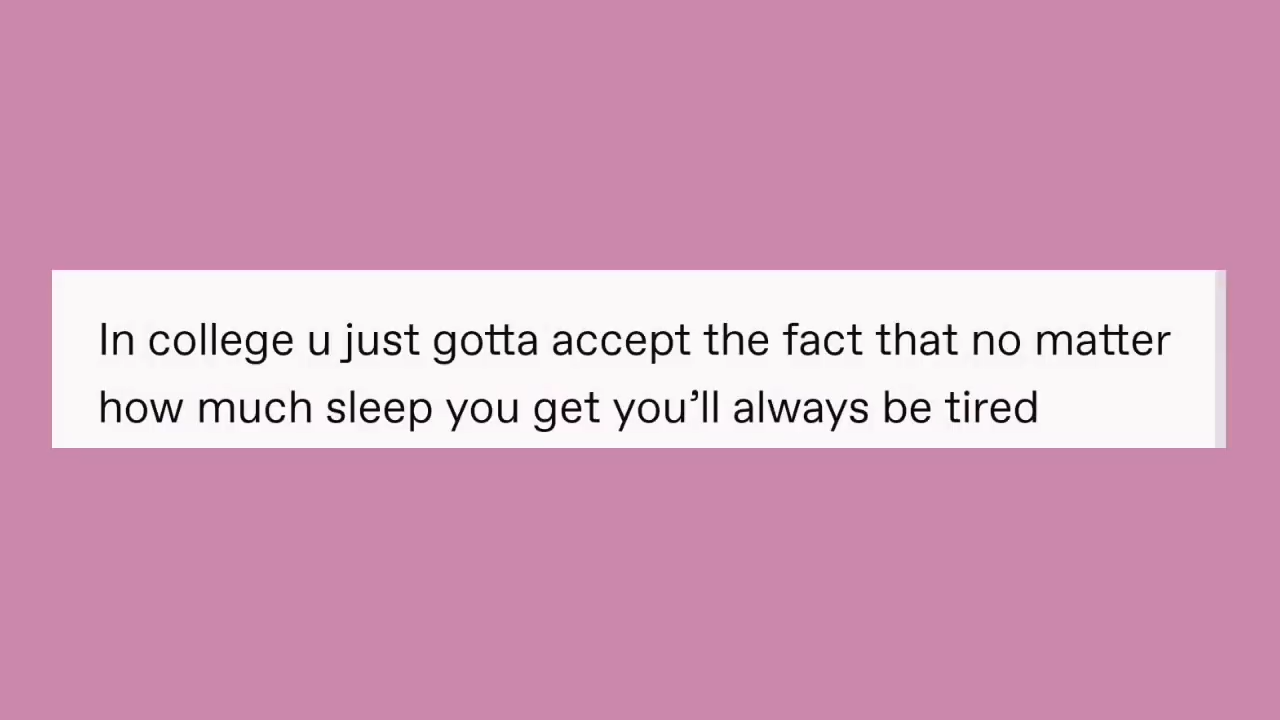 In college u just gotta accept the fact that no matter
how much sleep you get you’ll always be tired